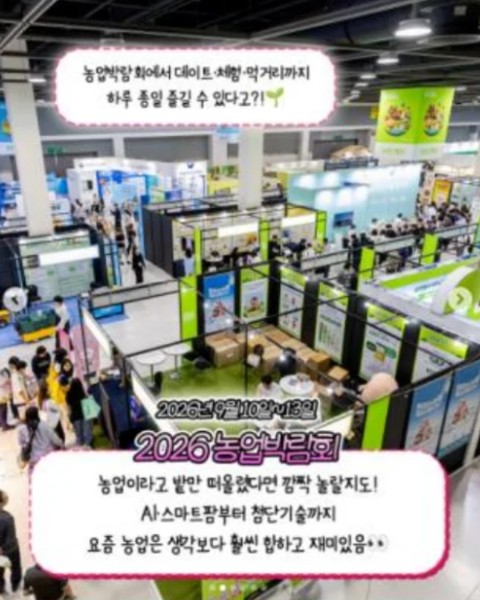 농업박람회에서 데이트·체험·먹거리까지
하루 종일 즐길 수 있다고?!🌱
2026년 9월 10일~13일
2026 농업박람회
농업이라고 밭만 떠올렸다면 깜짝 놀랄지도!
AI·스마트팜부터 첨단기술까지
요즘 농업은 생각보다 훨씬 힙하고 재미있음👀